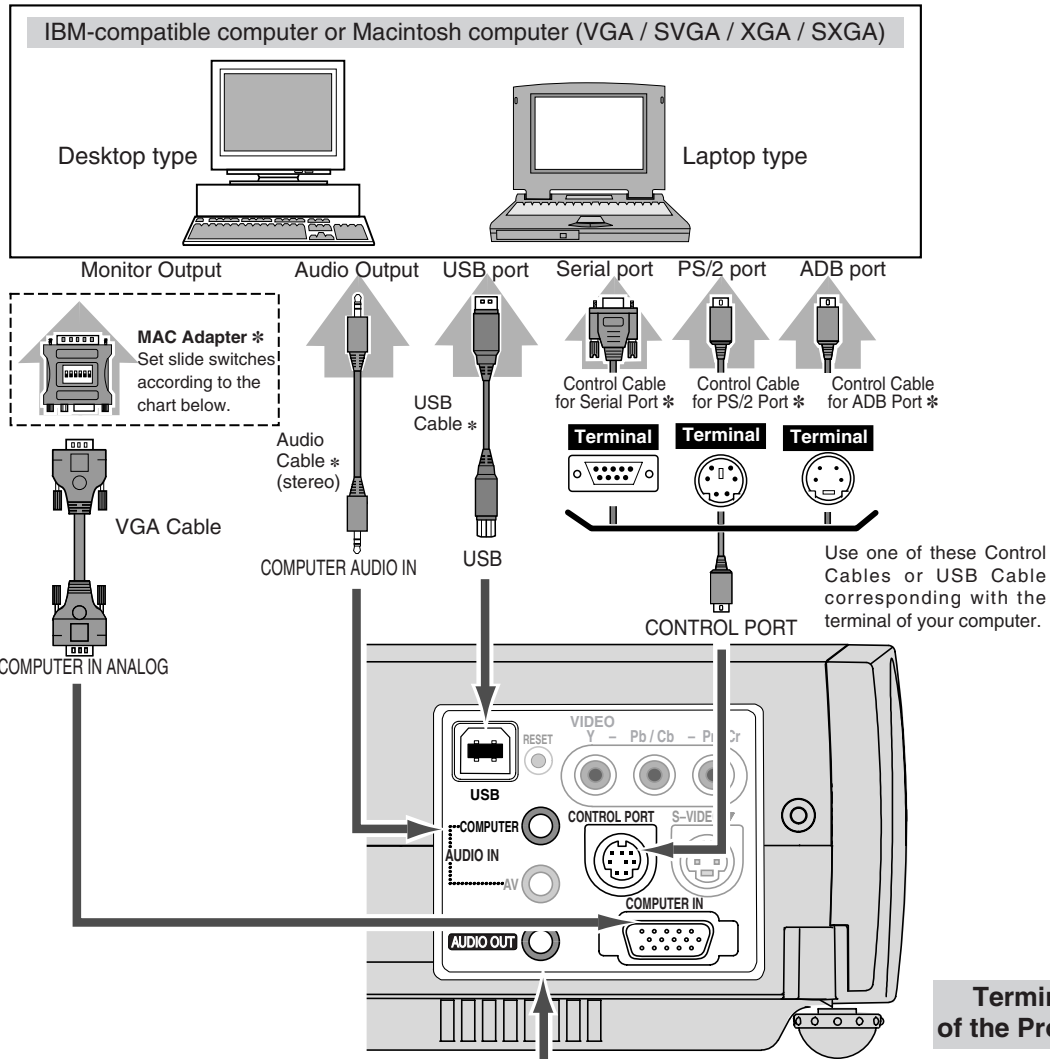 IBM-compatible computer or Macintosh computer (VGA / SVGA / XGA / SXGA)
Desktop type
Laptop type
Monitor Output
Audio Output
USB port
Serial port
PS/2 port
ADB port
MAC Adapter ✻
Set slide switches
according to the
chart below.
Control Cable
for Serial Port ✻
Control Cable
for PS/2 Port ✻
Control Cable
for ADB Port ✻
USB
Cable ✻
Audio
Cable ✻
(stereo)
Terminal
Terminal
Terminal
VGA Cable
COMPUTER AUDIO IN
USB
Use one of these Control
Cables or USB Cable
corresponding with the
terminal of your computer.
CONTROL PORT
COMPUTER IN ANALOG
VIDEO
RESET
Y – Pb / Cb – Pr / Cr
USB
COMPUTER
CONTROL PORT
AUDIO IN
AV
COMPUTER IN
AUDIO OUT
of the